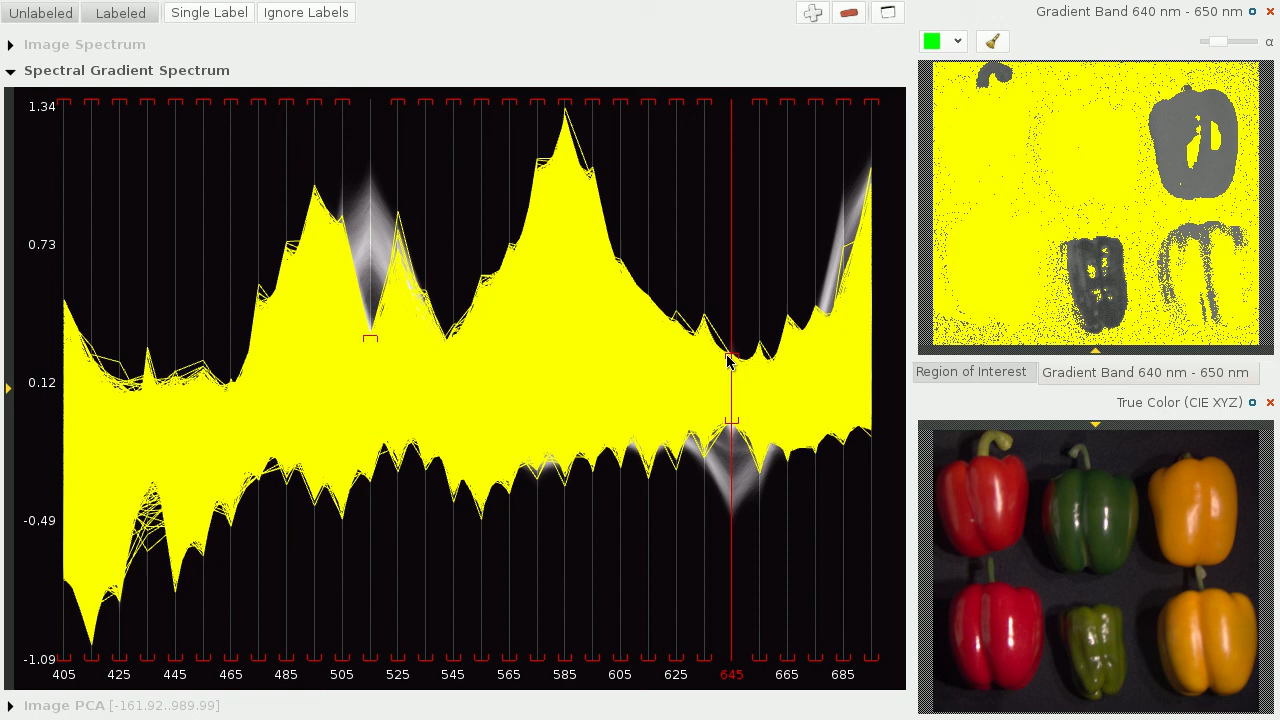 Unlabeled Labeled Single Label Ignore Labels
Gradient Band 640 nm - 650 nm
α
Image Spectrum
Spectral Gradient Spectrum
1.34
0.73
0.12
-0.49
-1.09
405 425 445 465 485 505 525 545 565 585 605 625 645 665 685
Image PCA [-161.92..989.99]
Region of Interest Gradient Band 640 nm - 650 nm
True Color (CIE XYZ)